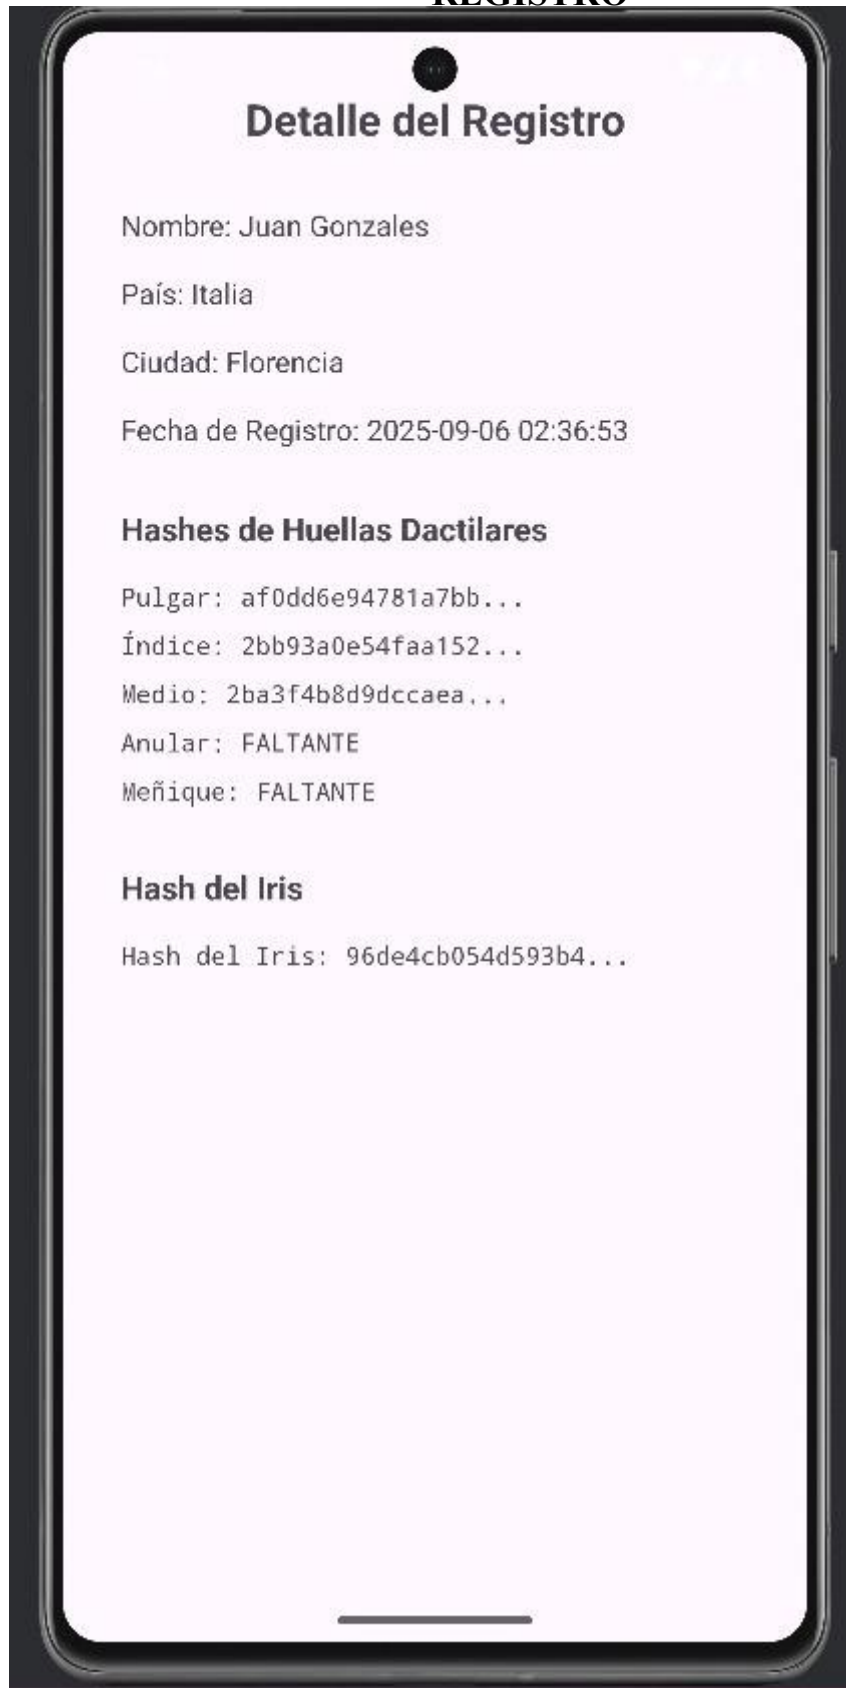 REGISTRO
Detalle del Registro
Nombre: Juan Gonzales
País: Italia
Ciudad: Florencia
Fecha de Registro: 2025-09-06 02:36:53
Hashes de Huellas Dactilares
Pulgar: af0dd6e94781a7bb...
Índice: 2bb93a0e54faa152...
Medio: 2ba3f4b8d9dccaea...
Anular: FALTANTE
Meñique: FALTANTE
Hash del Iris
Hash del Iris: 96de4cb054d593b4...